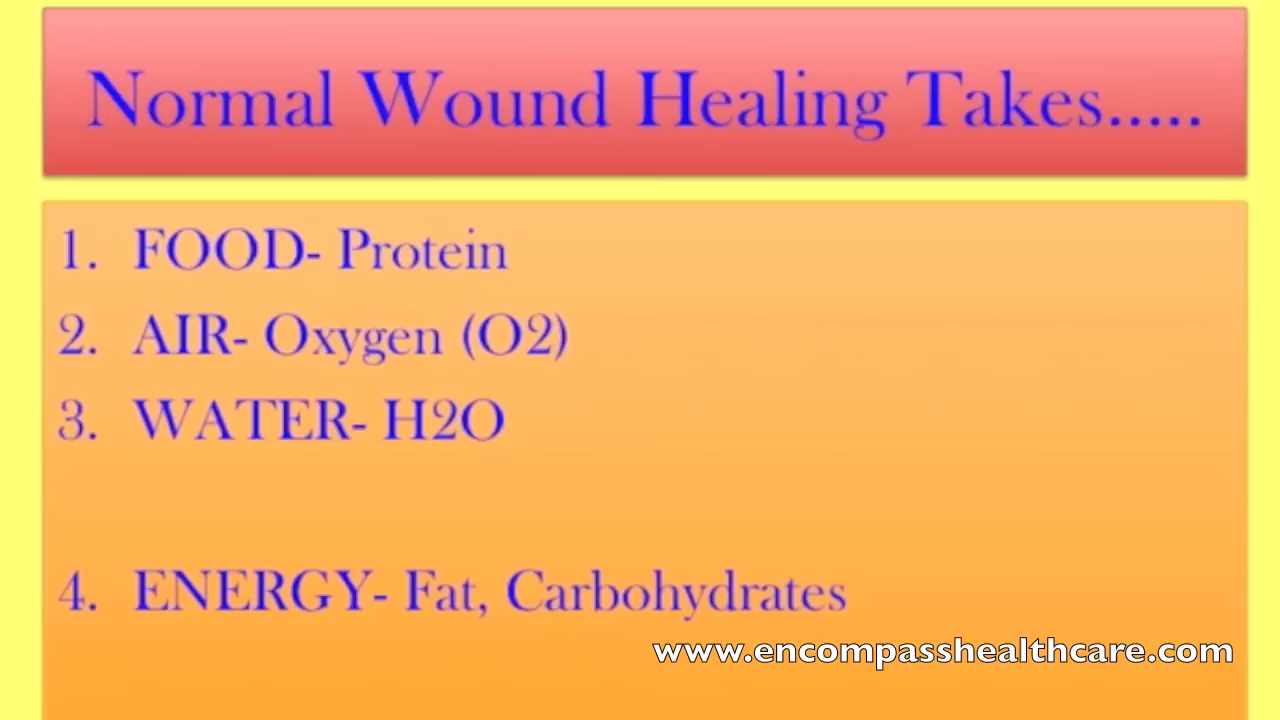 Normal Wound Healing Takes.....
1. FOOD- Protein
2. AIR- Oxygen (O2)
3. WATER- H2O
4. ENERGY- Fat, Carbohydrates
www.encompasshealthcare.com